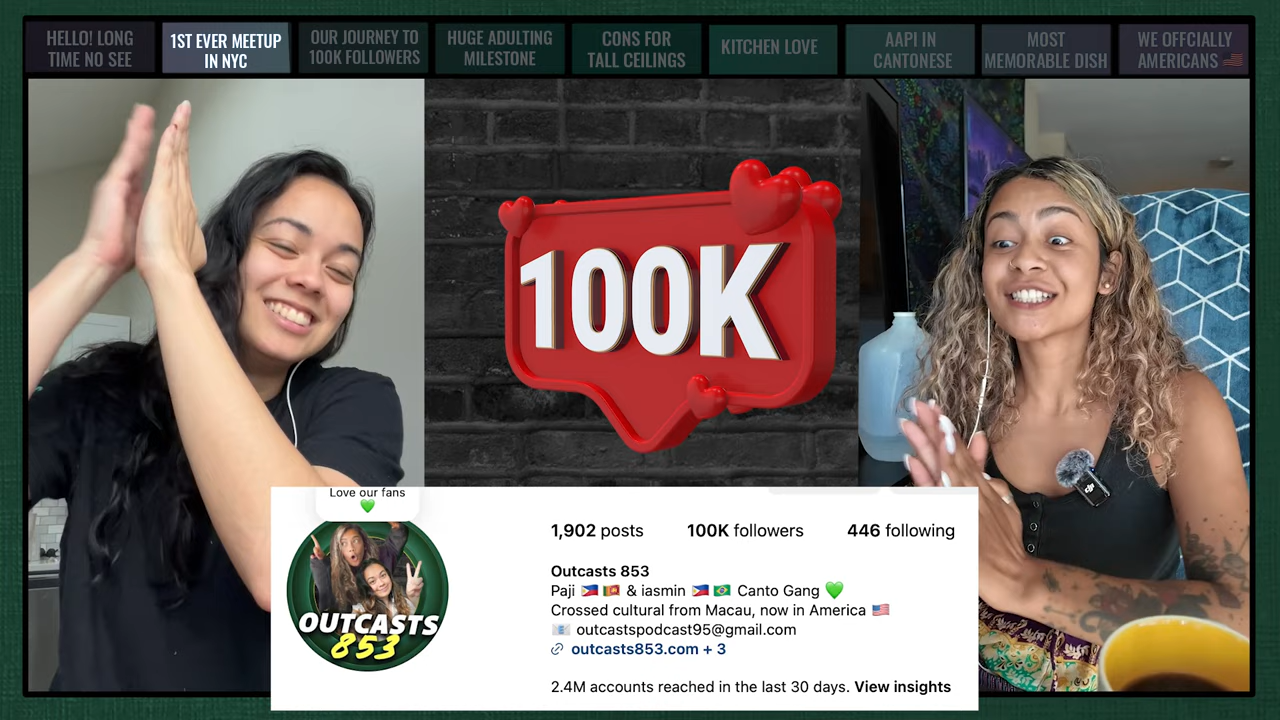 HELLO! LONG
TIME NO SEE
1ST EVER MEETUP
IN NYC
OUR JOURNEY TO
100K FOLLOWERS
HUGE ADULTING
MILESTONE
CONS FOR
TALL CEILINGS
KITCHEN LOVE
AAPI IN
CANTONESE
MOST
MEMORABLE DISH
WE OFFCIALLY
AMERICANS 🇺🇸
100K
Love our fans
💚
OUTCASTS
853
1,902 posts
100K followers
446 following
Outcasts 853
Paji 🇵🇭🇱🇰 & iasmin 🇵🇭🇧🇷 Canto Gang 💚
Crossed cultural from Macau, now in America 🇺🇸
📧 outcastspodcast95@gmail.com
outcasts853.com + 3
2.4M accounts reached in the last 30 days. View insights